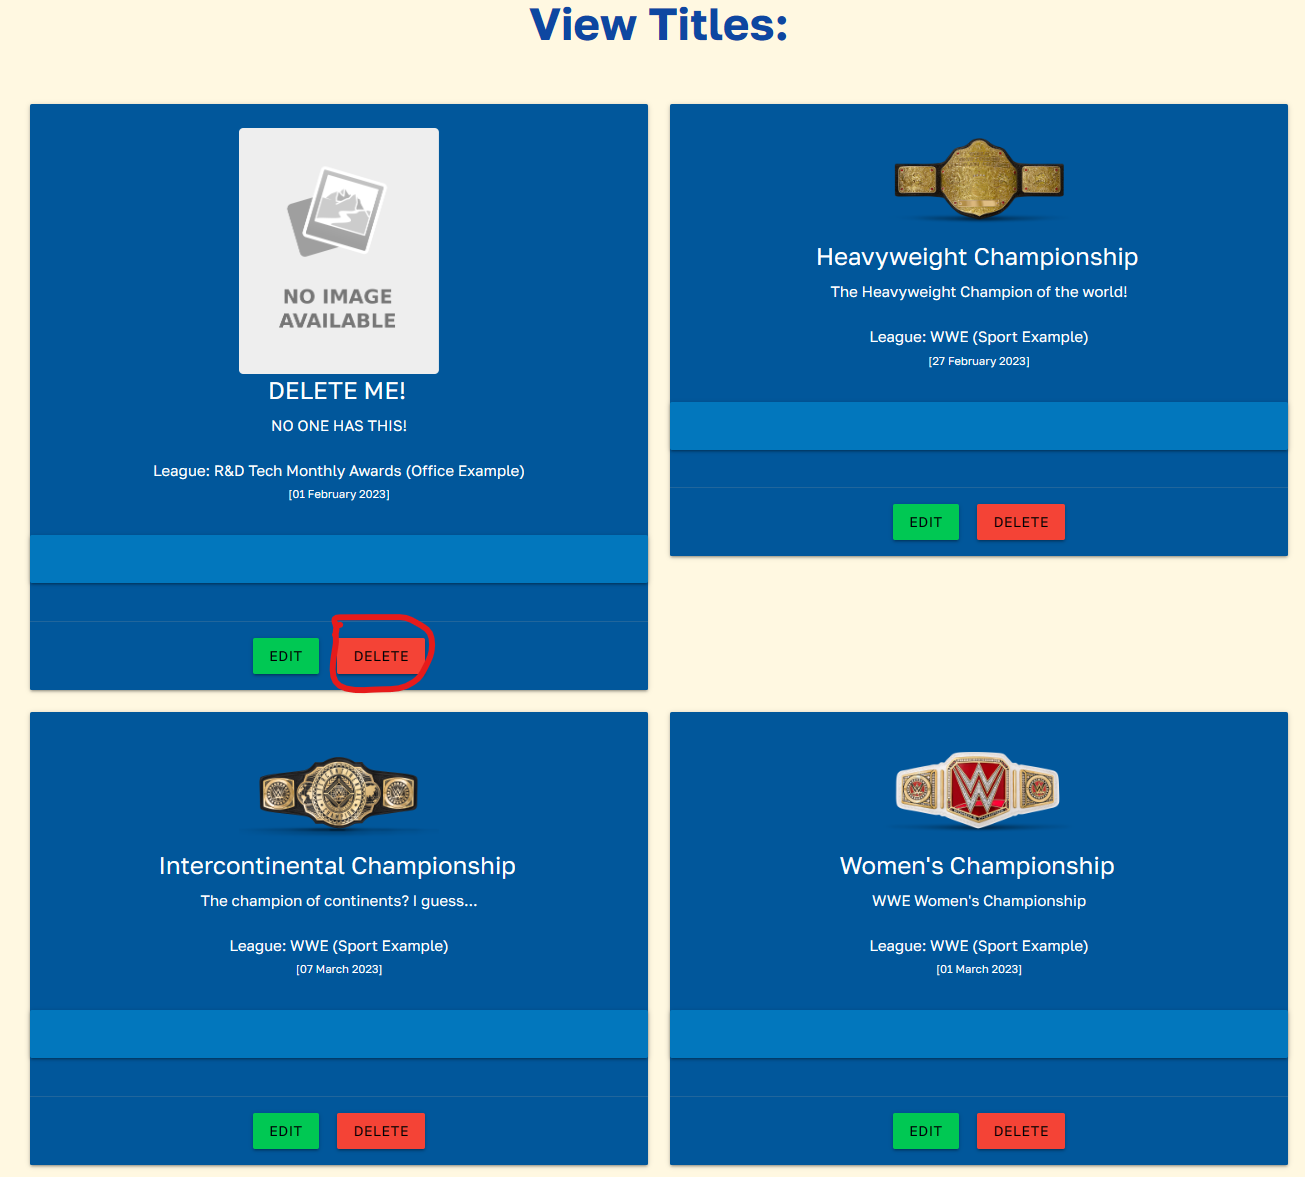 View Titles:
NO IMAGE
AVAILABLE
DELETE ME!
NO ONE HAS THIS!
League: R&D Tech Monthly Awards (Office Example)
[01 February 2023]
EDIT
DELETE
Heavyweight Championship
The Heavyweight Champion of the world!
League: WWE (Sport Example)
[27 February 2023]
EDIT
DELETE
Intercontinental Championship
The champion of continents? I guess...
League: WWE (Sport Example)
[07 March 2023]
EDIT
DELETE
Women's Championship
WWE Women's Championship
League: WWE (Sport Example)
[01 March 2023]
EDIT
DELETE